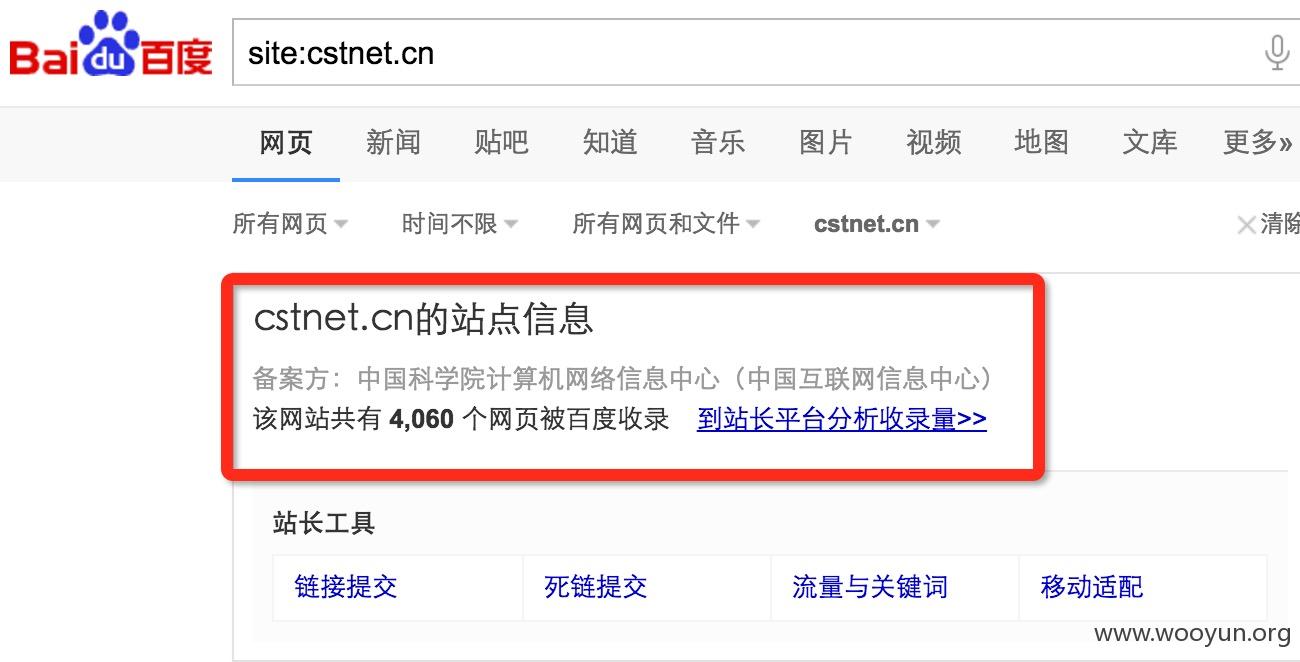 Bai du 百度 site:cstnet.cn
网页 新闻 贴吧 知道 音乐 图片 视频 地图 文库 更多»
所有网页 时间不限 所有网页和文件 cstnet.cn 清除
cstnet.cn的站点信息
备案方：中国科学院计算机网络信息中心（中国互联网信息中心）
该网站共有 4,060 个网页被百度收录 到站长平台分析收录量>>
站长工具
链接提交 死链提交 流量与关键词 移动适配
www.wooyun.org